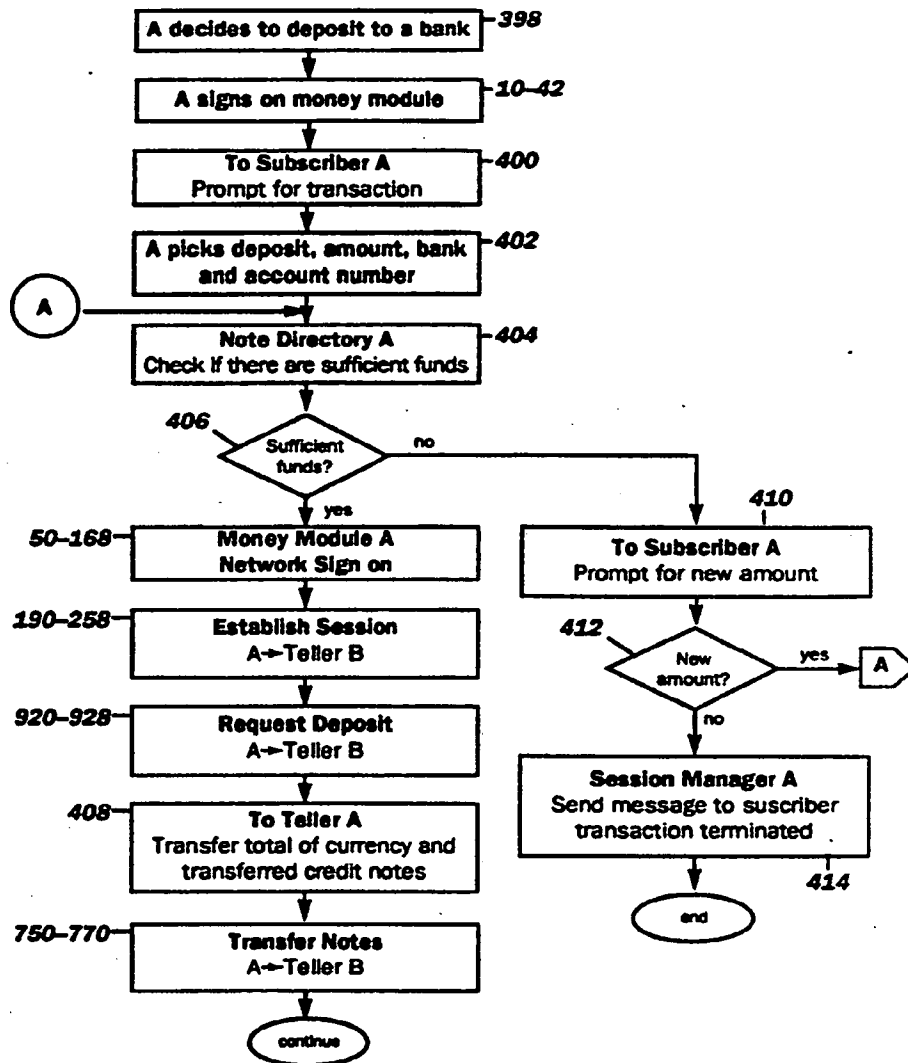 A decides to deposit to a bank
398
A signs on money module
10–42
To Subscriber A
Prompt for transaction
400
A picks deposit, amount, bank
and account number
402
A
Note Directory A
Check If there are sufficient funds
404
406
Sufficient
funds?
no
yes
50–168
Money Module A
Network Sign on
190–258
Establish Session
A→Teller B
920–928
Request Deposit
A→Teller B
408
To Teller A
Transfer total of currency and
transferred credit notes
750–770
Transfer Notes
A→Teller B
continue
410
To Subscriber A
Prompt for new amount
412
New
amount?
yes
A
no
Session Manager A
Send message to suscriber
transaction terminated
414
end